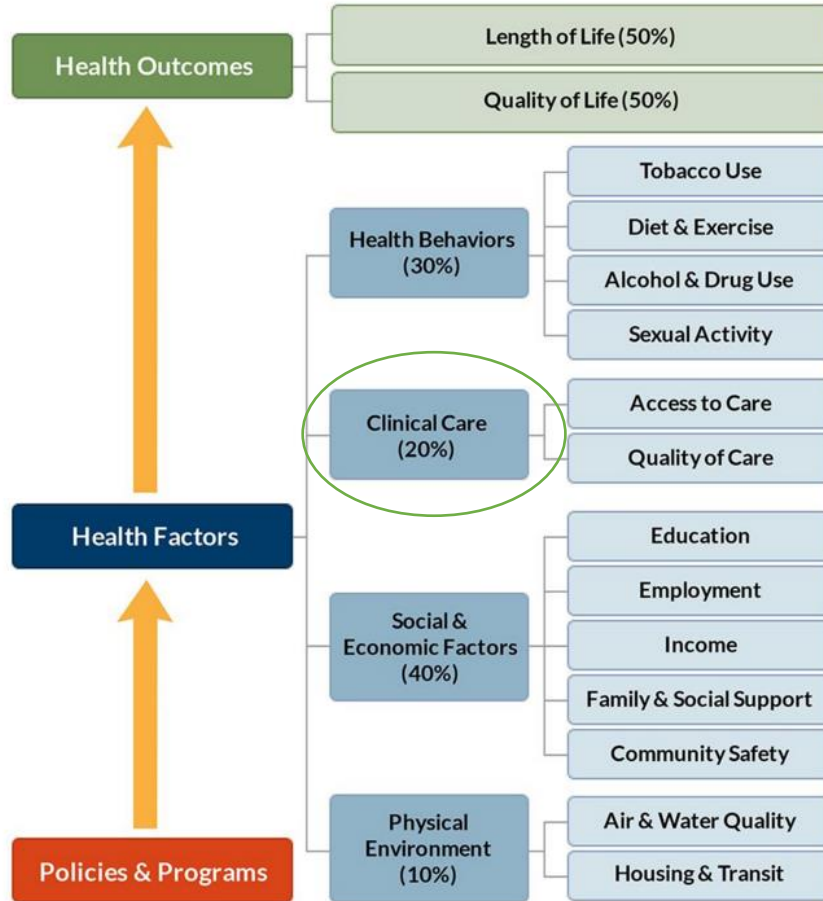 Health Outcomes
Length of Life (50%)
Quality of Life (50%)
Health Behaviors
(30%)
Tobacco Use
Diet & Exercise
Alcohol & Drug Use
Sexual Activity
Clinical Care
(20%)
Access to Care
Quality of Care
Health Factors
Social &
Economic Factors
(40%)
Education
Employment
Income
Family & Social Support
Community Safety
Physical
Environment
(10%)
Air & Water Quality
Housing & Transit
Policies & Programs